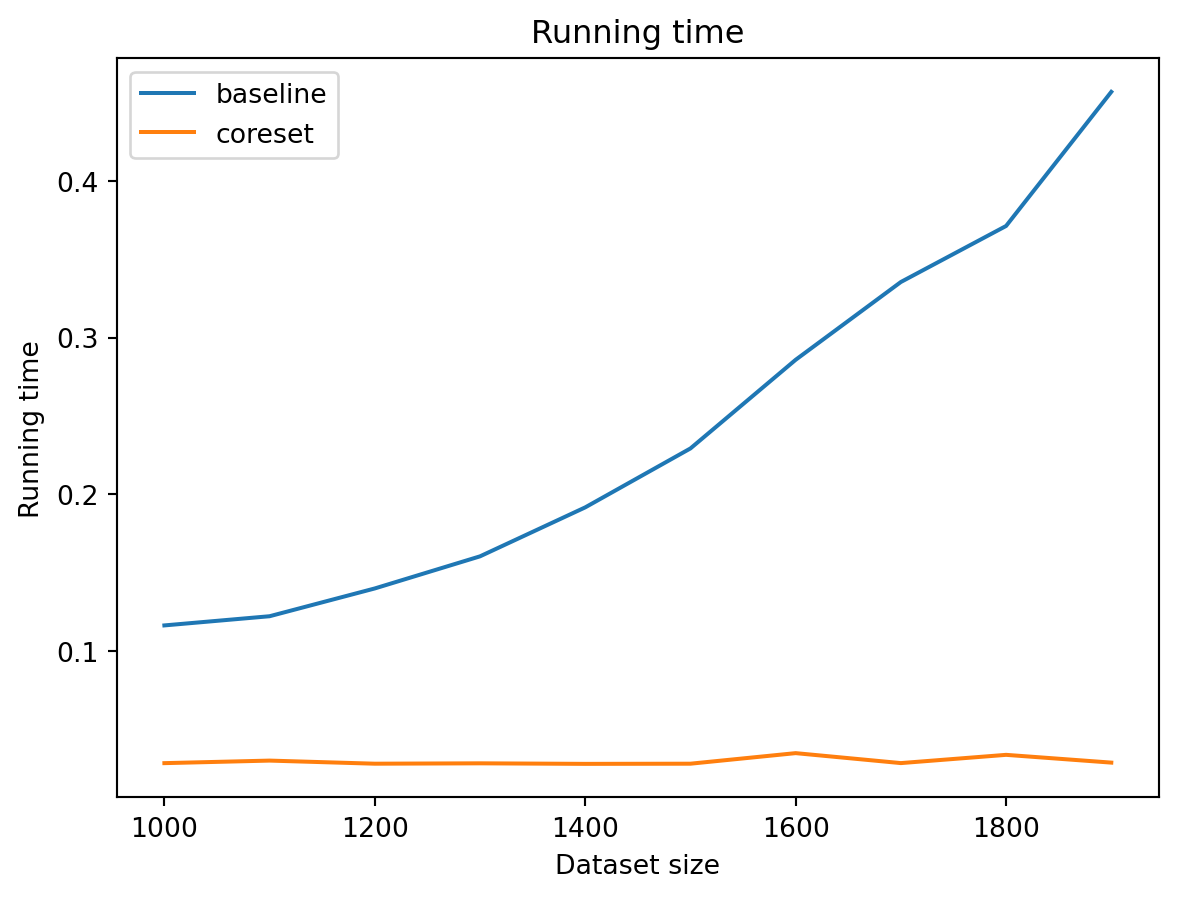 Running time
baseline
coreset
0.4
0.3
0.2
0.1
Running time
1000 1200 1400 1600 1800
Dataset size